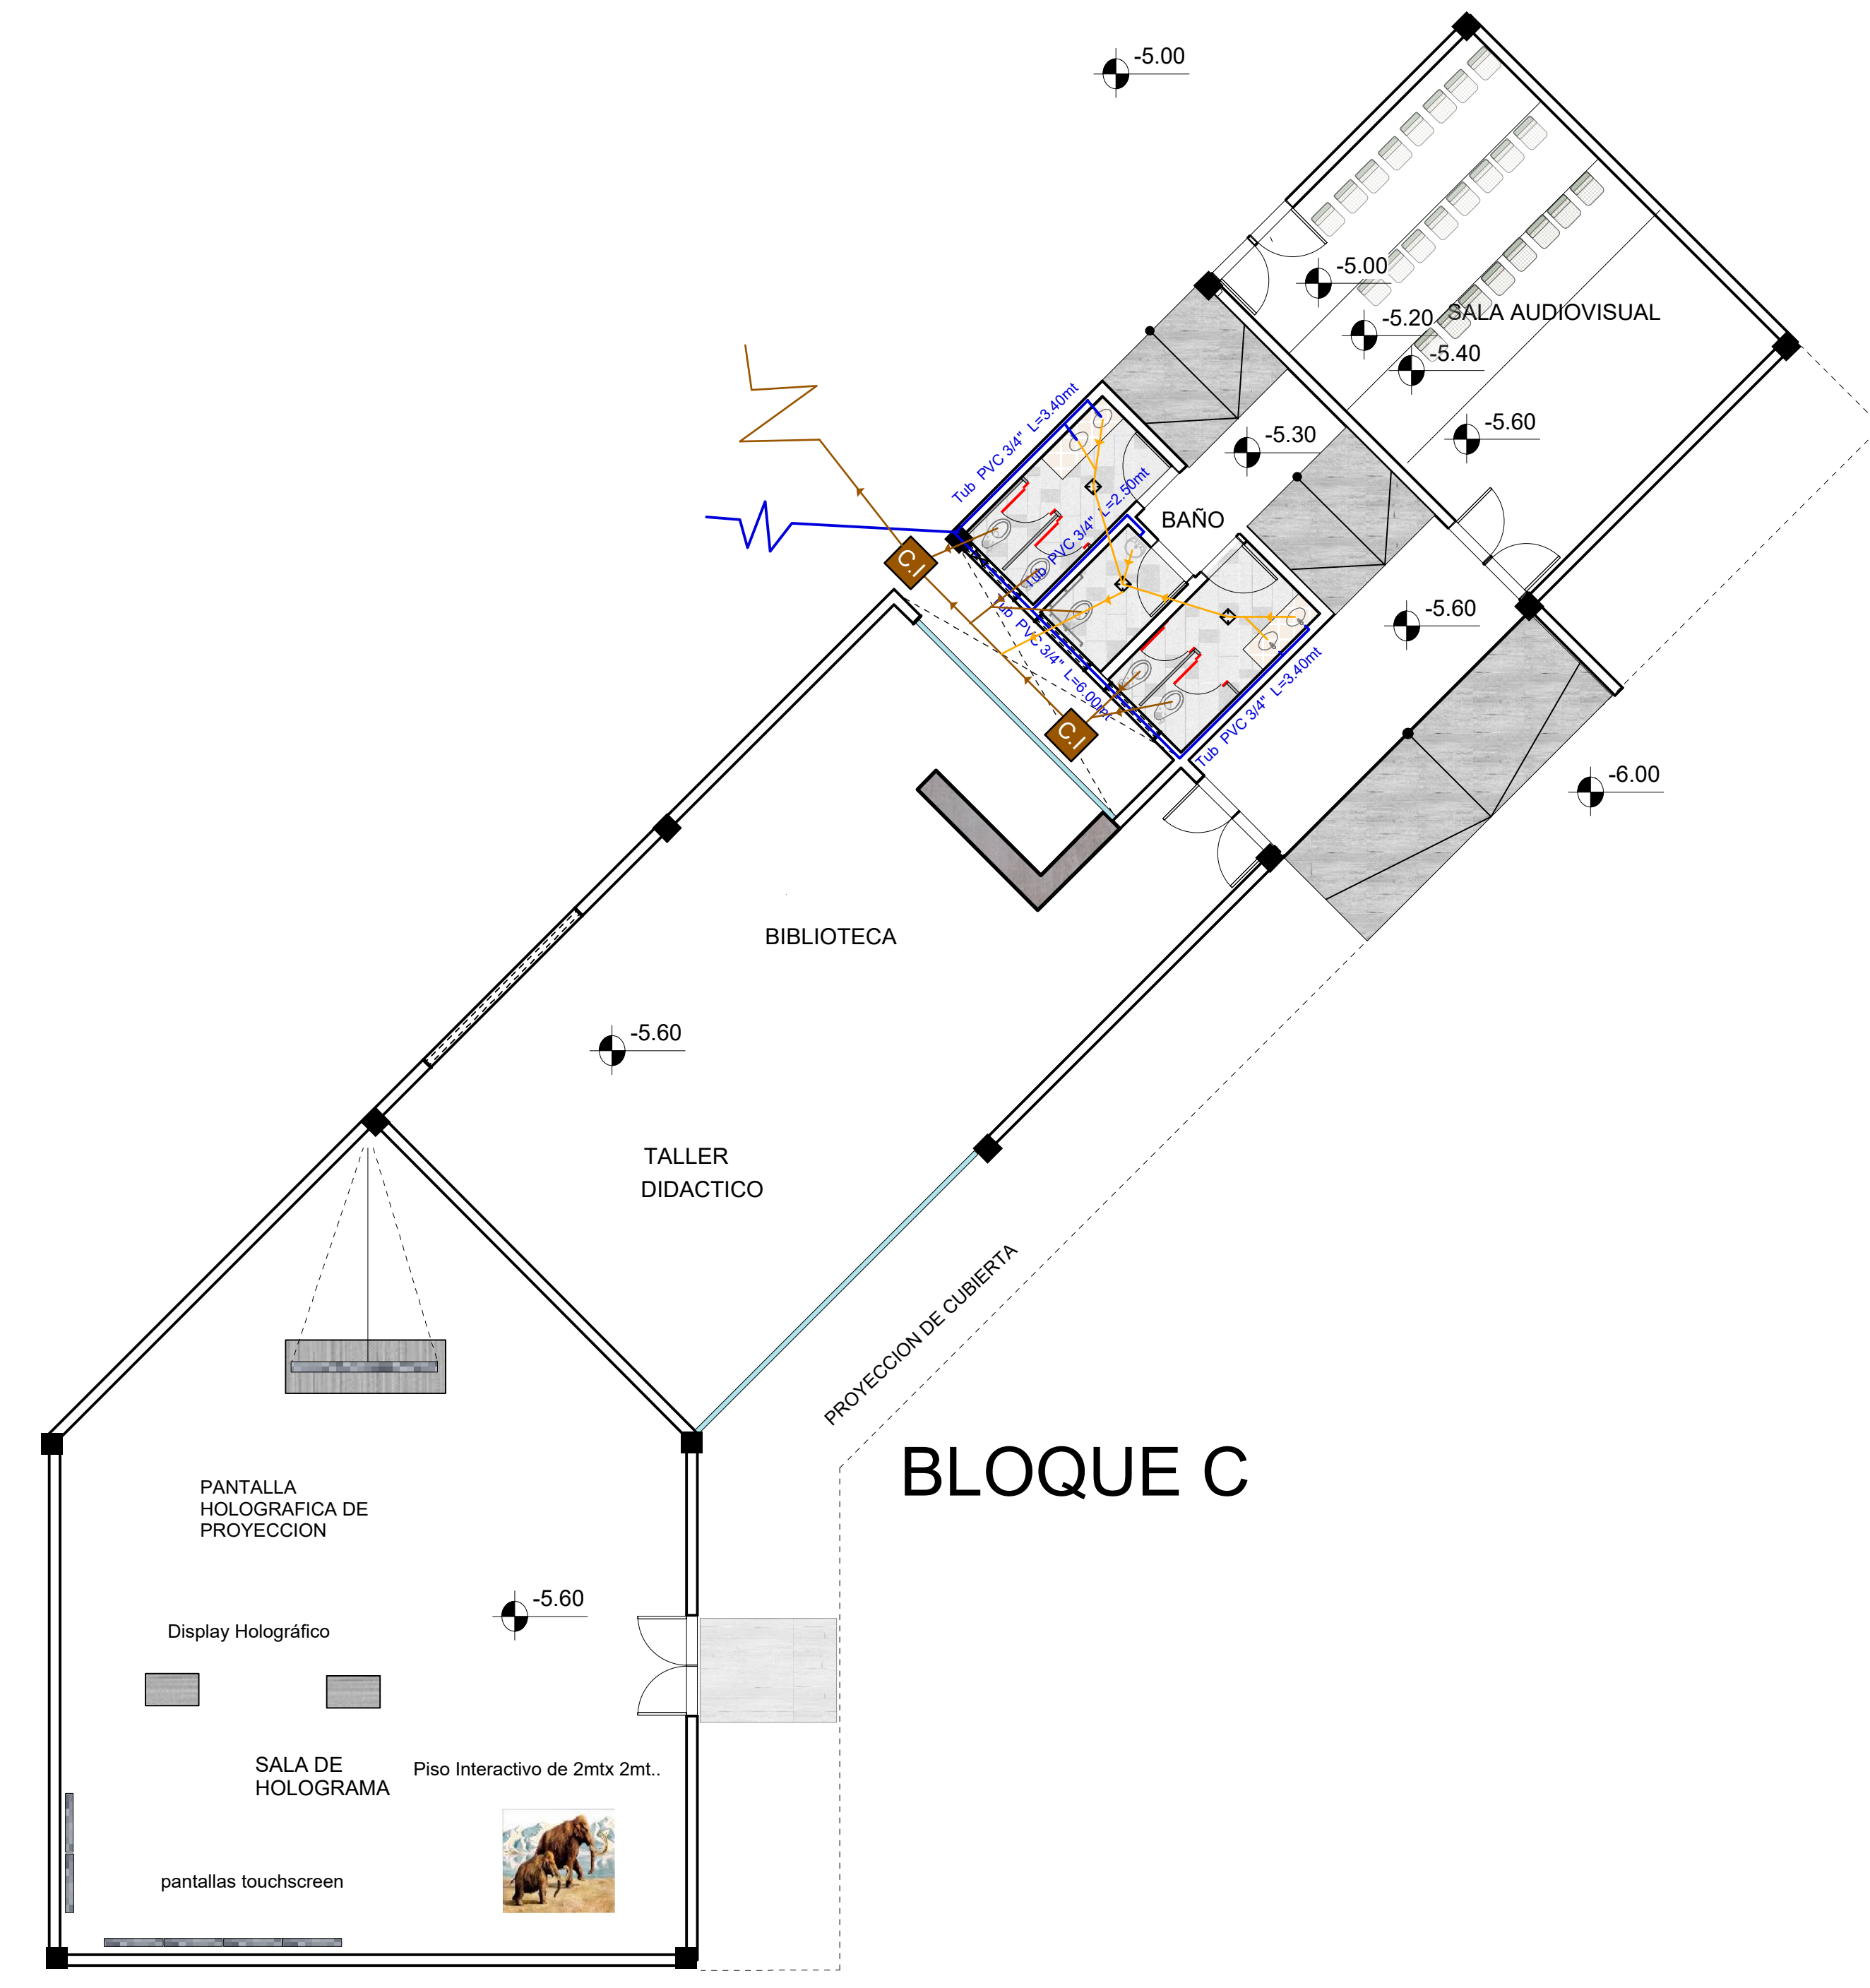 -5.00
-5.00
-5.20
SALA AUDIOVISUAL
-5.40
-5.60
-5.30
Tub PVC 3/4" L=3.40mt
Tub PVC 3/4" L=2.50mt
BAÑO
C.I
Tub PVC 3/4" L=6.00mt
-5.60
Tub PVC 3/4" L=3.40mt
C.I
-6.00
BIBLIOTECA
-5.60
TALLER
DIDACTICO
PROYECCION DE CUBIERTA
BLOQUE C
PANTALLA
HOLOGRAFICA DE
PROYECCION
-5.60
Display Holográfico
SALA DE
HOLOGRAMA
Piso Interactivo de 2mtx 2mt..
pantallas touchscreen